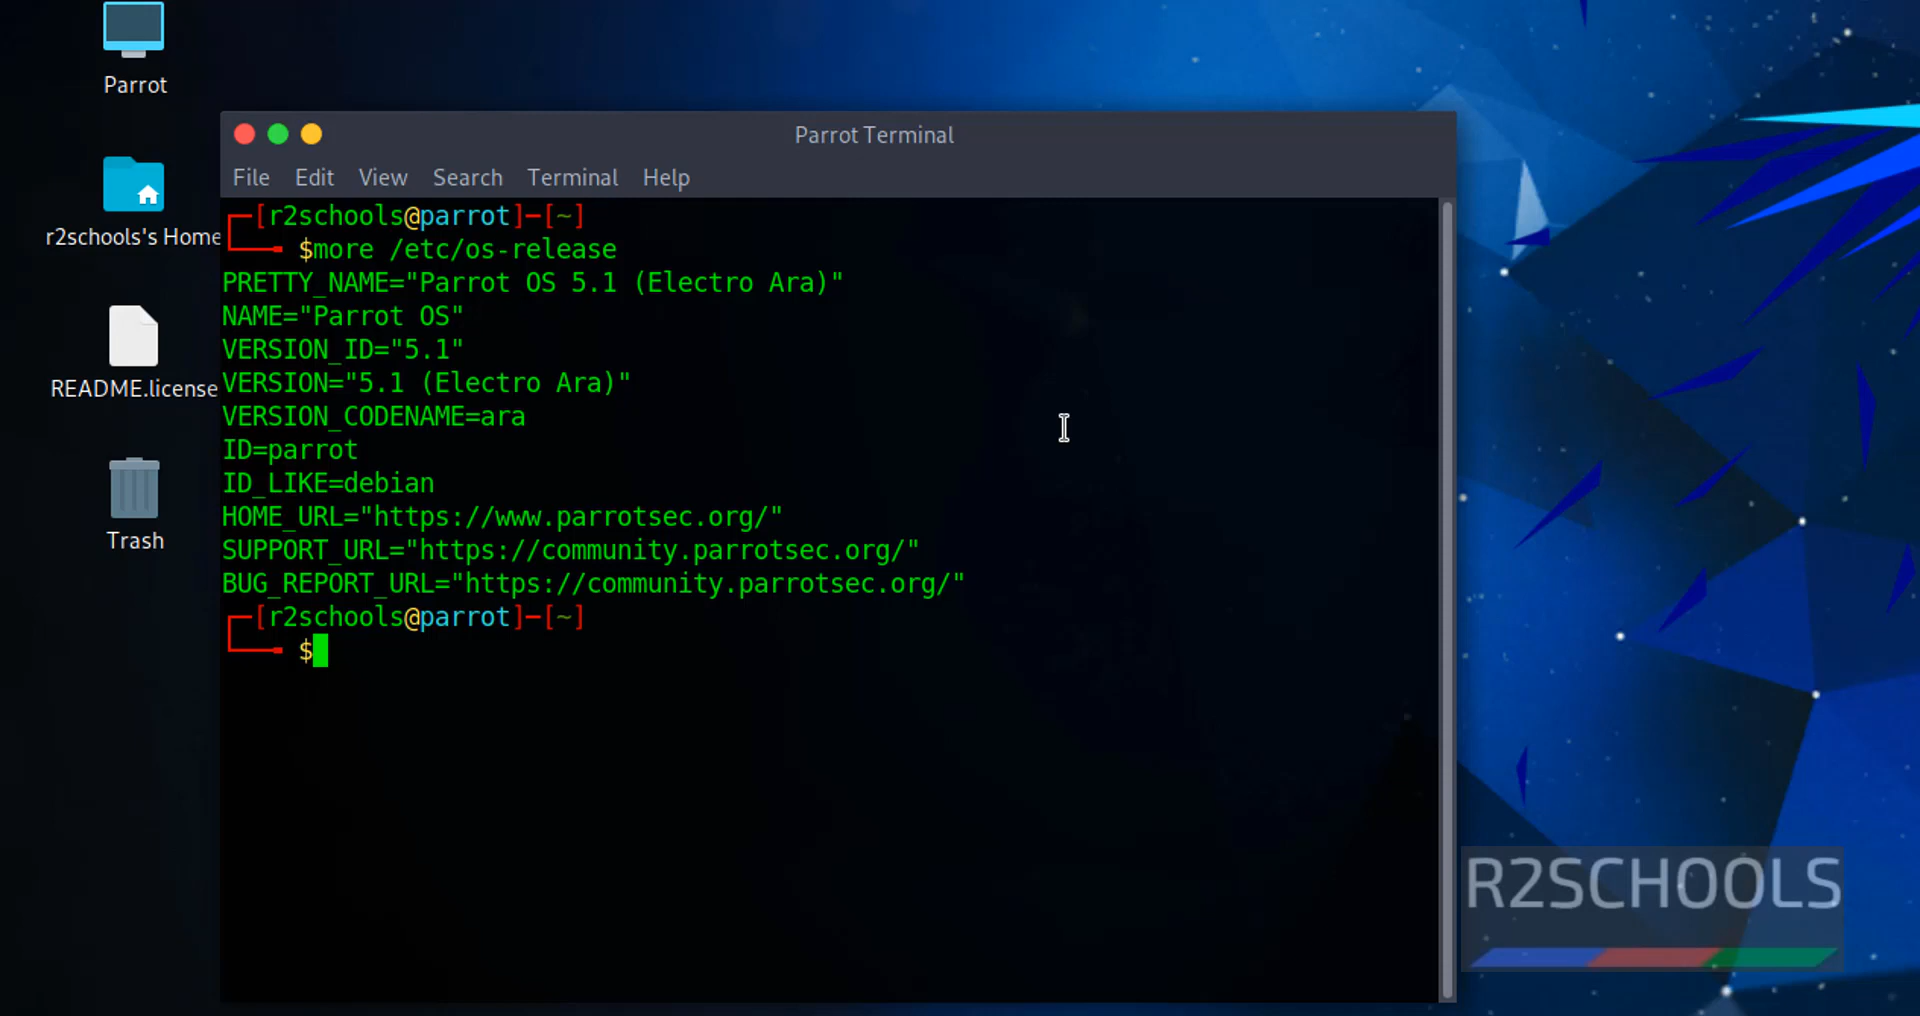 Parrot
r2schools's Home
README.license
Trash
Parrot Terminal
File Edit View Search Terminal Help
[r2schools@parrot]─[~]
$more /etc/os-release
PRETTY_NAME="Parrot OS 5.1 (Electro Ara)"
NAME="Parrot OS"
VERSION_ID="5.1"
VERSION="5.1 (Electro Ara)"
VERSION_CODENAME=ara
ID=parrot
ID_LIKE=debian
HOME_URL="https://www.parrotsec.org/"
SUPPORT_URL="https://community.parrotsec.org/"
BUG_REPORT_URL="https://community.parrotsec.org/"
[r2schools@parrot]─[~]
$
R2SCHOOLS